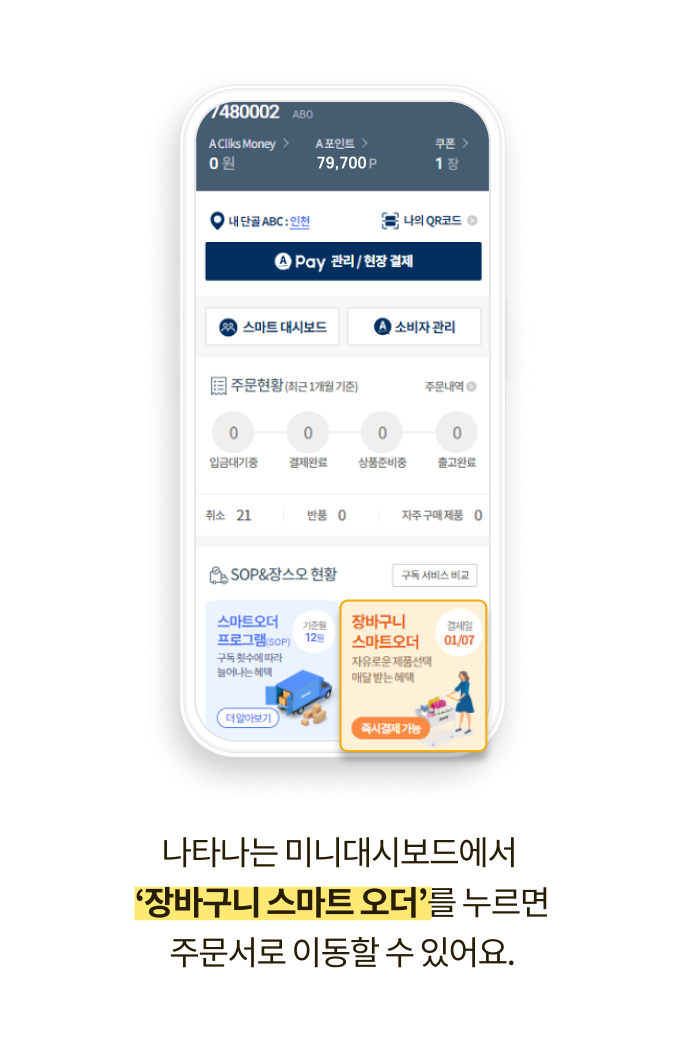 7480002 ABO
A Cliks Money > A 포인트 > 쿠폰 >
0 원 79,700 P 1 장
내 단골 ABC : 인천 나의 QR코드
A Pay 관리 / 현장 결제
스마트 대시보드 A 소비자 관리
주문현황 (최근 1개월 기준) 주문내역
0 0 0 0
입금대기중 결제완료 상품준비중 출고완료
취소 21 반품 0 자주 구매 제품 0
SOP&장스오 현황 구독 서비스 비교
스마트오더
프로그램(SOP)
기준월
12월
구독 횟수에 따라
늘어나는 혜택
더 알아보기
장바구니
스마트오더
결제일
01/07
자유로운 제품선택
매달 받는 혜택
즉시결제 가능
나타나는 미니대시보드에서
‘장바구니 스마트 오더’를 누르면
주문서로 이동할 수 있어요.